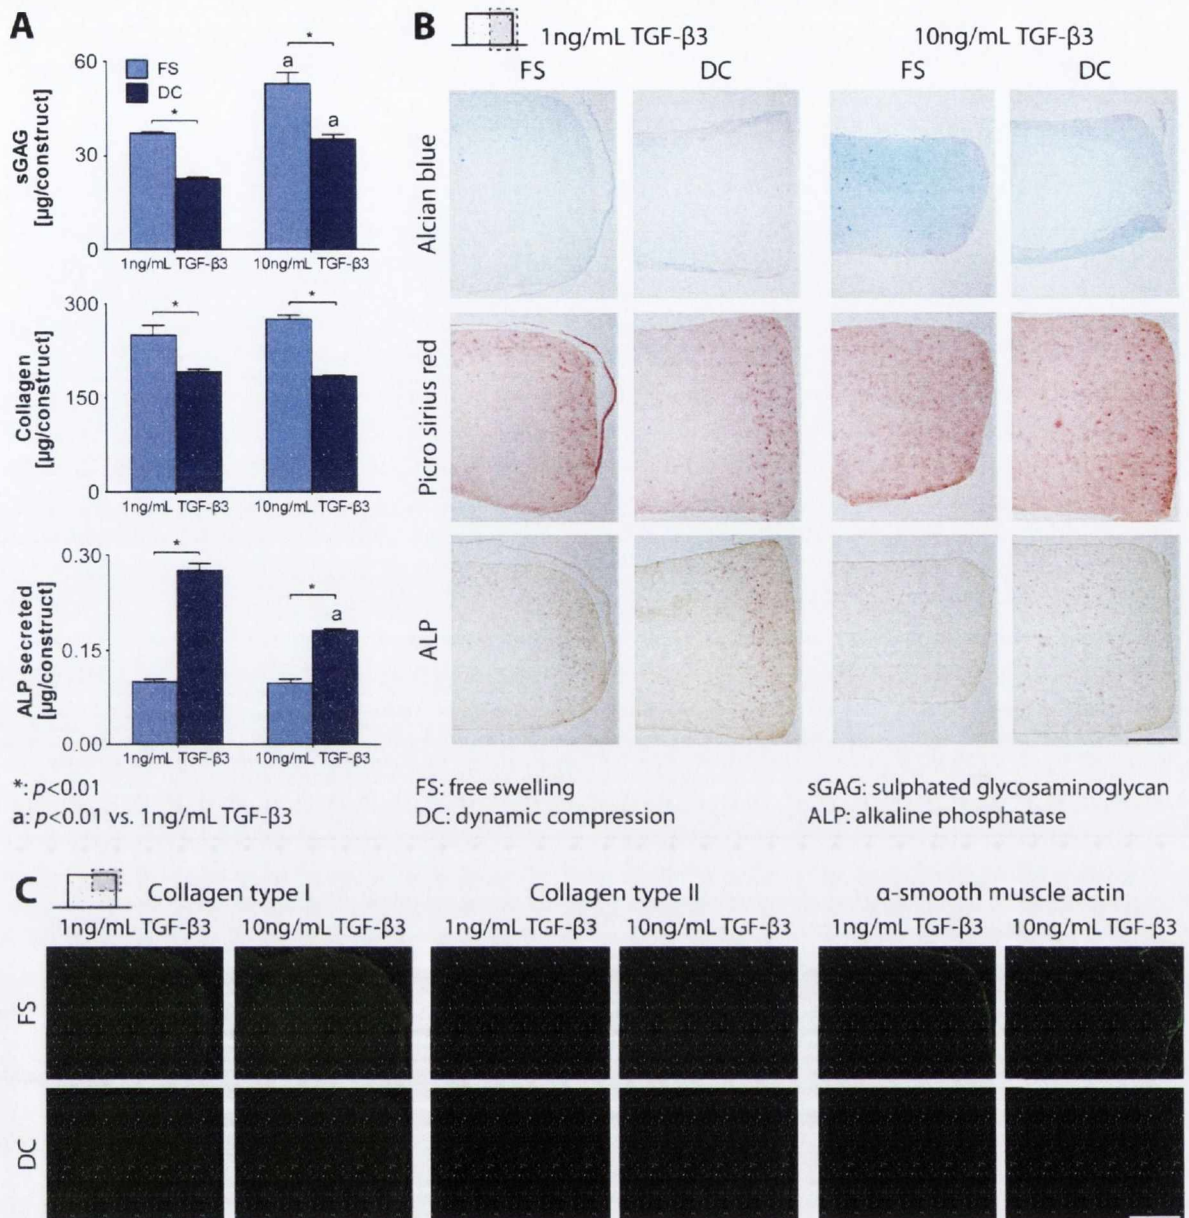 A
sGAG
[µg/construct]
60
30
0
FS
DC
*
*
a
a
1ng/mL TGF-β3
10ng/mL TGF-β3
Collagen
[µg/construct]
300
150
0
*
*
1ng/mL TGF-β3
10ng/mL TGF-β3
ALP secreted
[µg/construct]
0.30
0.15
0.00
*
*
a
1ng/mL TGF-β3
10ng/mL TGF-β3
*: p<0.01
a: p<0.01 vs. 1ng/mL TGF-β3
B
1ng/mL TGF-β3
10ng/mL TGF-β3
FS
DC
FS
DC
Alcian blue
Picro sirius red
ALP
FS: free swelling
DC: dynamic compression
sGAG: sulphated glycosaminoglycan
ALP: alkaline phosphatase
C
Collagen type I
Collagen type II
α-smooth muscle actin
1ng/mL TGF-β3
10ng/mL TGF-β3
1ng/mL TGF-β3
10ng/mL TGF-β3
1ng/mL TGF-β3
10ng/mL TGF-β3
FS
DC